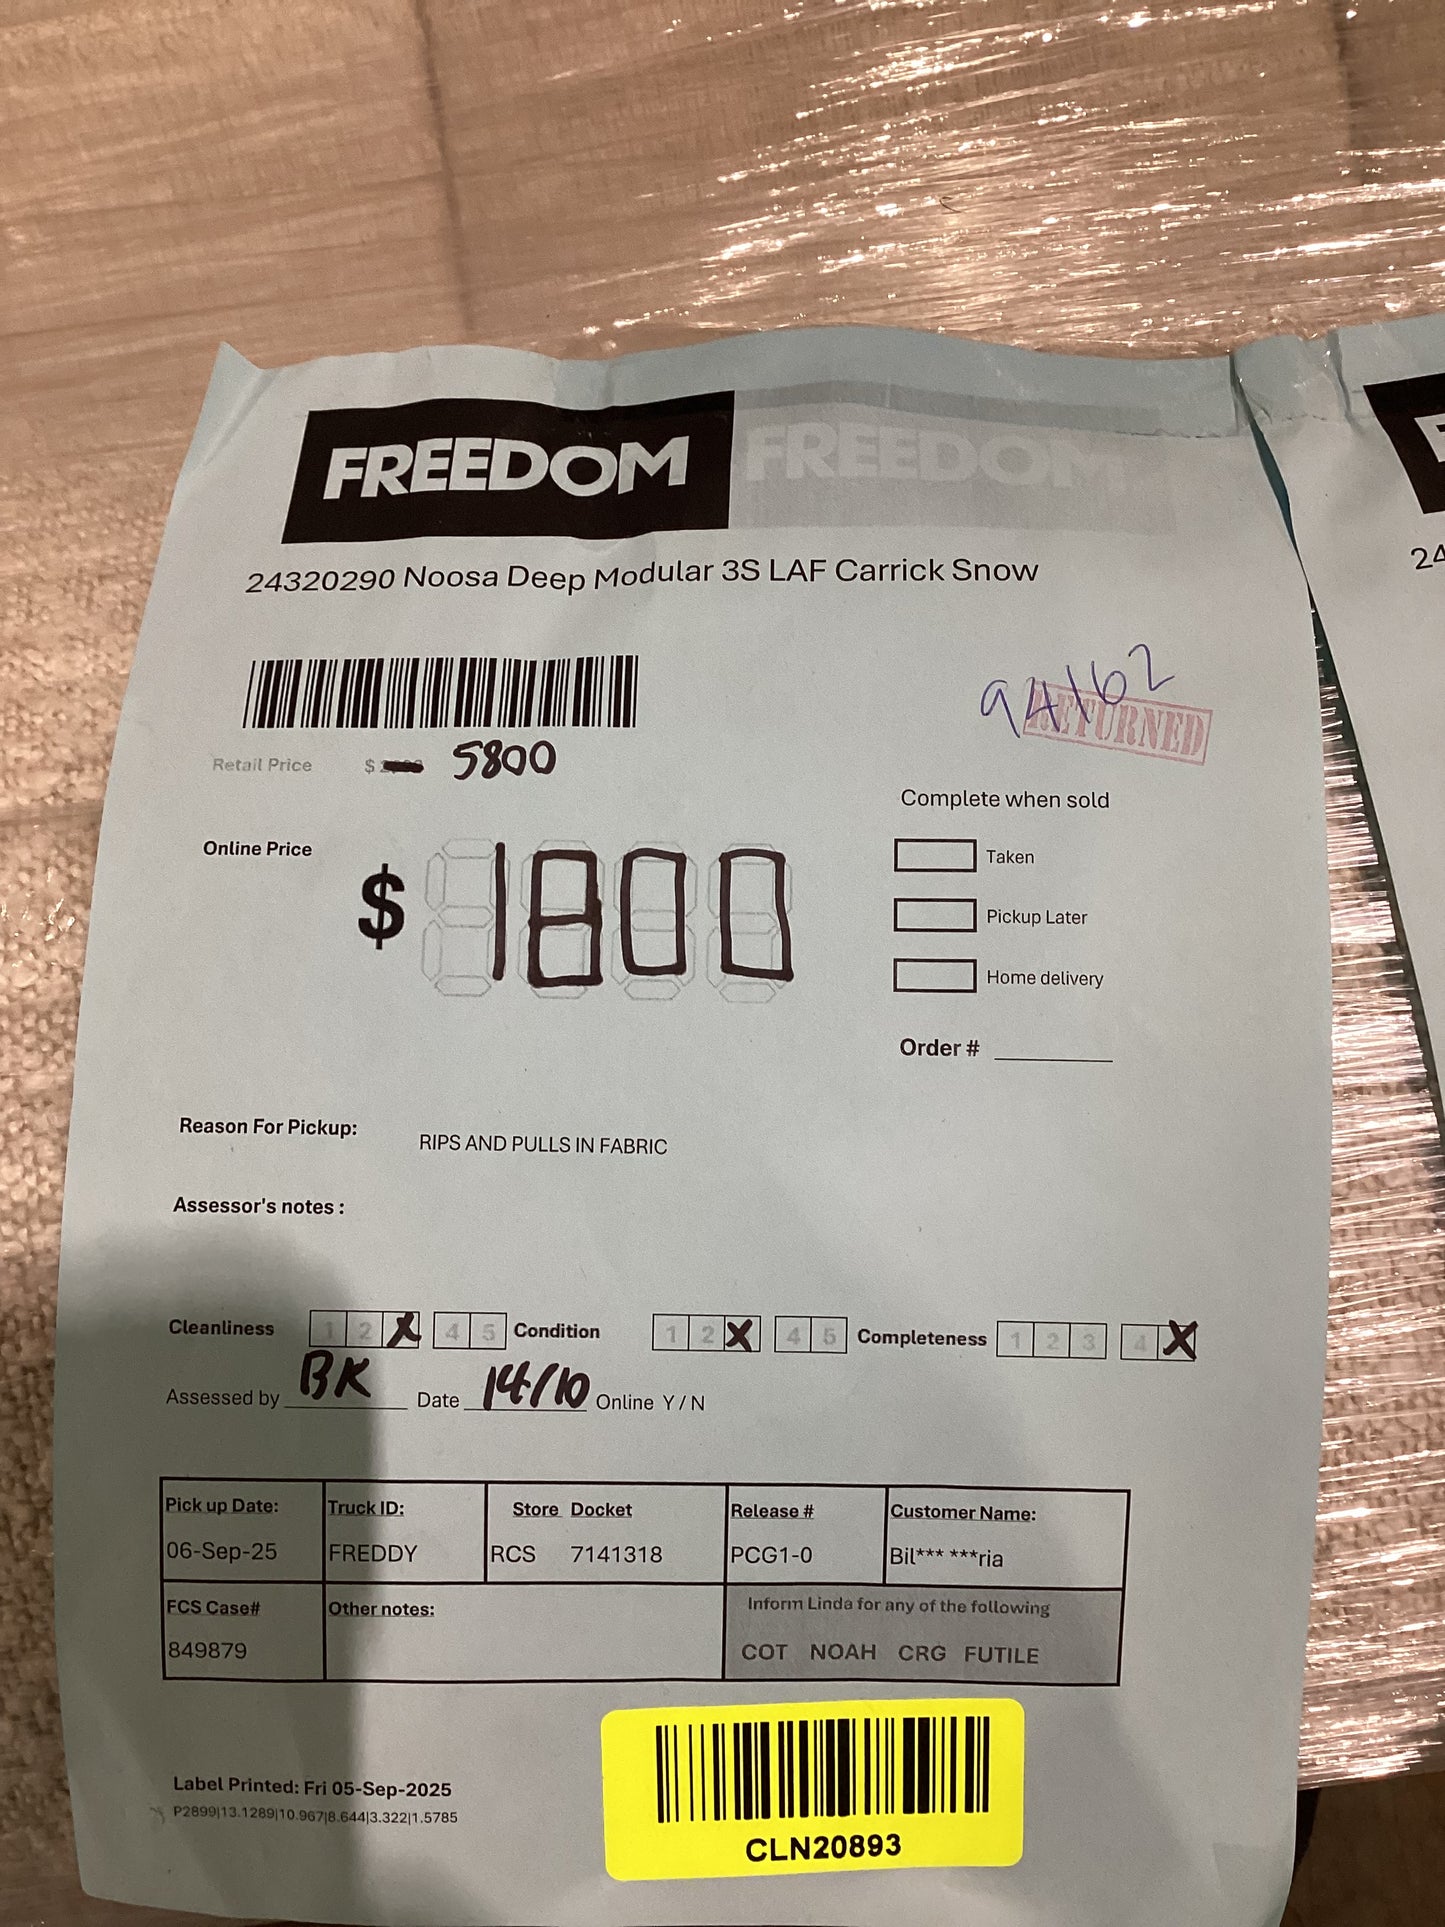 FREEDOM FREEDOM
24320290 Noosa Deep Modular 3S LAF Carrick Snow
24
94162
RETURNED
Retail Price $ 5800
Complete when sold
Online Price $ 1800
Taken
Pickup Later
Home delivery
Order #
Reason For Pickup: RIPS AND PULLS IN FABRIC
Assessor's notes :
Cleanliness 1 2 X 4 5 Condition 1 2 X 4 5 Completeness 1 2 3 4 X
Assessed by BK Date 14/10 Online Y / N
Pick up Date: Truck ID: Store Docket Release # Customer Name:
06-Sep-25 FREDDY RCS 7141318 PCG1-0 Bil*** ***ria
FCS Case# Other notes: Inform Linda for any of the following
849879 COT NOAH CRG FUTILE
Label Printed: Fri 05-Sep-2025
P2899|13.1289|10.967|8.644|3.322|1.5785
CLN20893